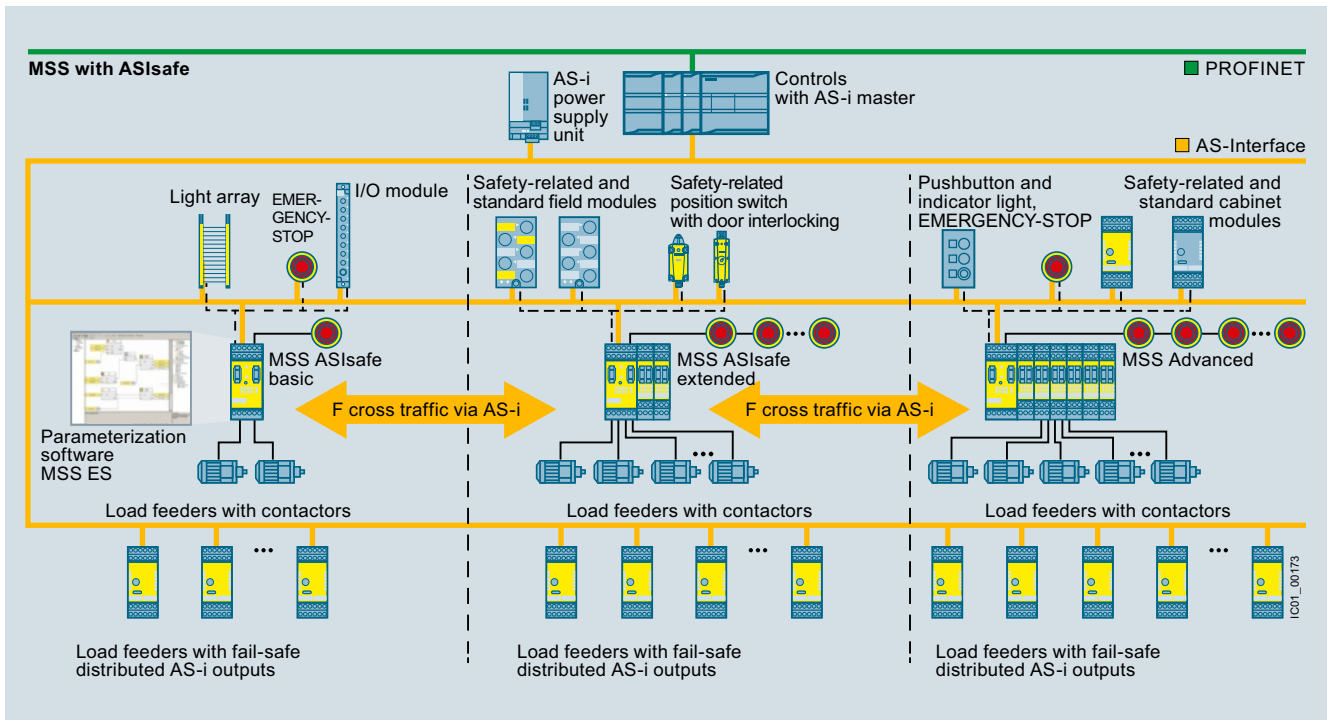 MSS with ASIsafe
PROFINET
AS-i
power
supply
unit
Controls
with AS-i master
AS-Interface
Light array
EMER-
GENCY-
STOP
I/O module
Safety-related and
standard field modules
Safety-related
position switch
with door interlocking
Pushbutton and
indicator light,
EMERGENCY-STOP
Safety-related and
standard cabinet
modules
MSS ASIsafe
basic
MSS ASIsafe
extended
MSS Advanced
F cross traffic via AS-i
F cross traffic via AS-i
Parameterization
software
MSS ES
Load feeders with contactors
Load feeders with contactors
Load feeders with contactors
IC01_00173
Load feeders with fail-safe
distributed AS-i outputs
Load feeders with fail-safe
distributed AS-i outputs
Load feeders with fail-safe
distributed AS-i outputs